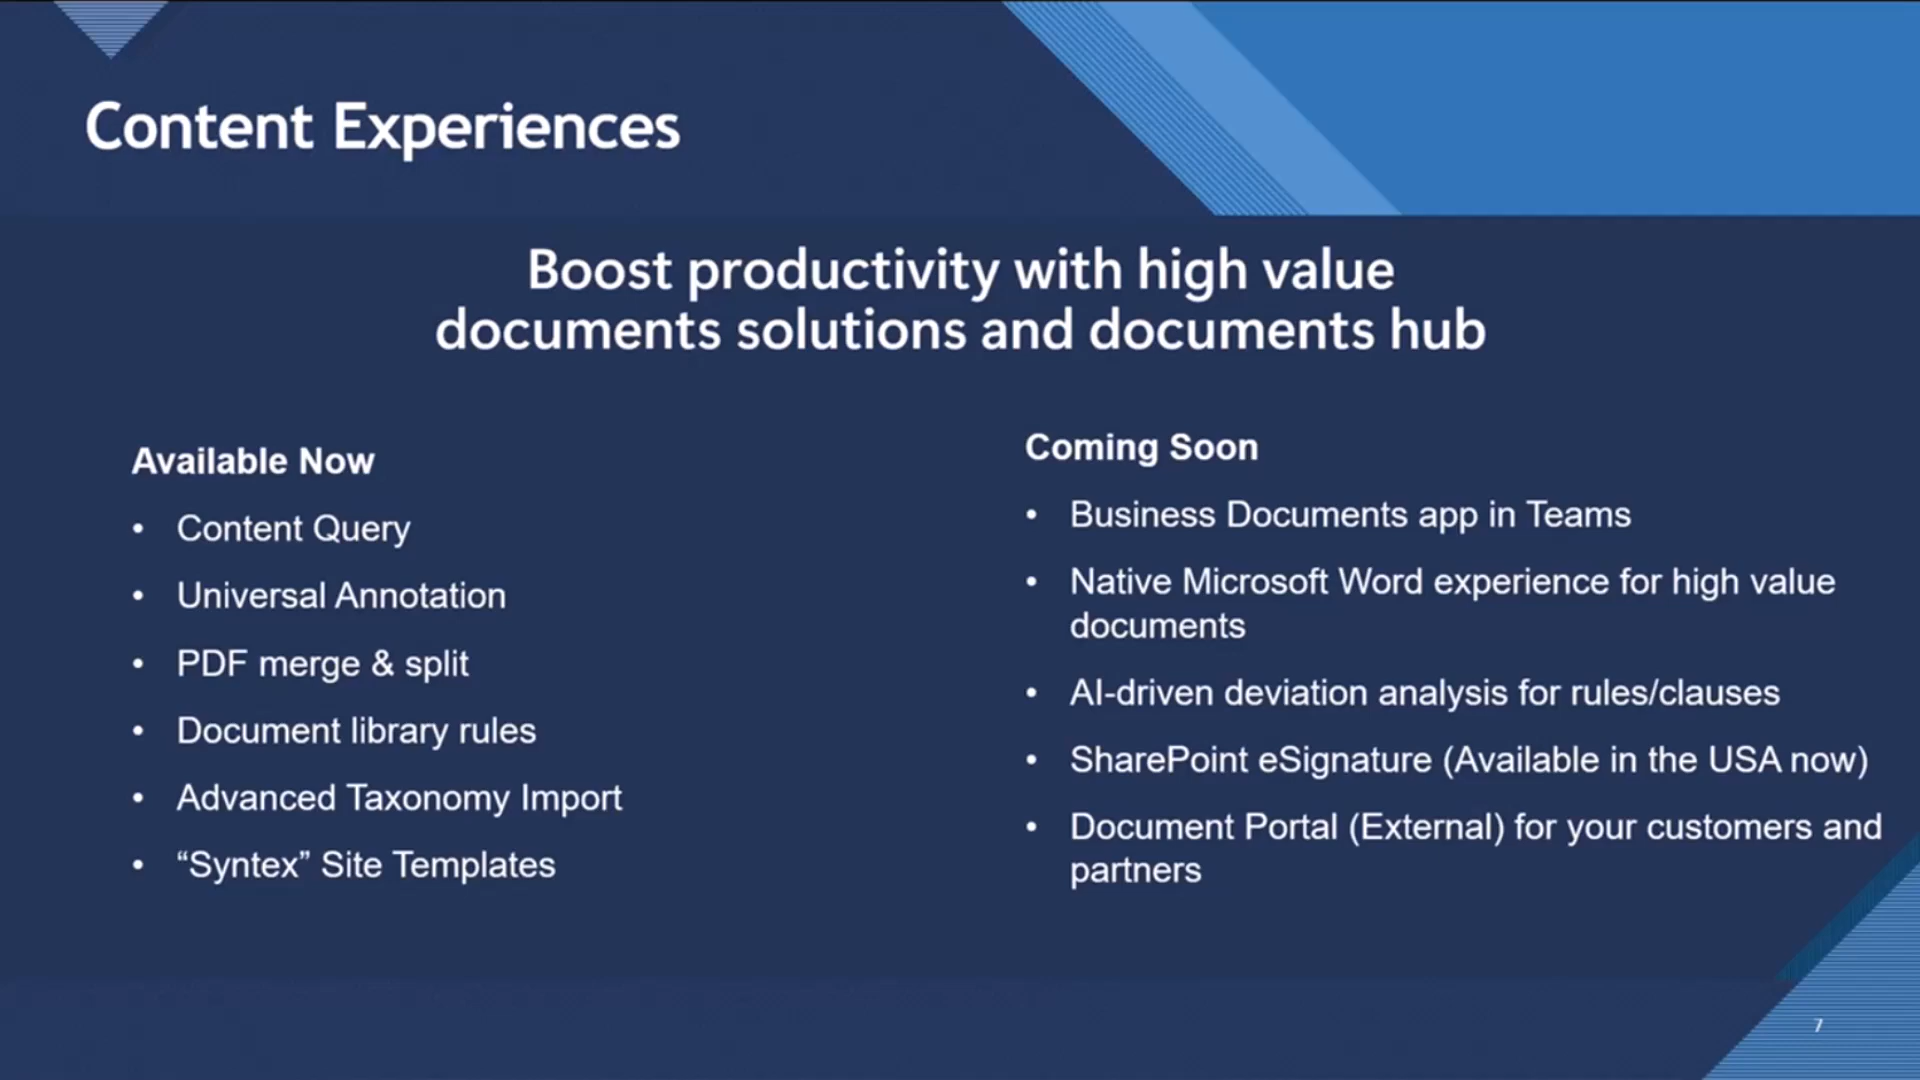 Content Experiences
Boost productivity with high value
documents solutions and documents hub
Available Now
• Content Query
• Universal Annotation
• PDF merge & split
• Document library rules
• Advanced Taxonomy Import
• “Syntex” Site Templates
Coming Soon
• Business Documents app in Teams
• Native Microsoft Word experience for high value
documents
• AI-driven deviation analysis for rules/clauses
• SharePoint eSignature (Available in the USA now)
• Document Portal (External) for your customers and
partners
7